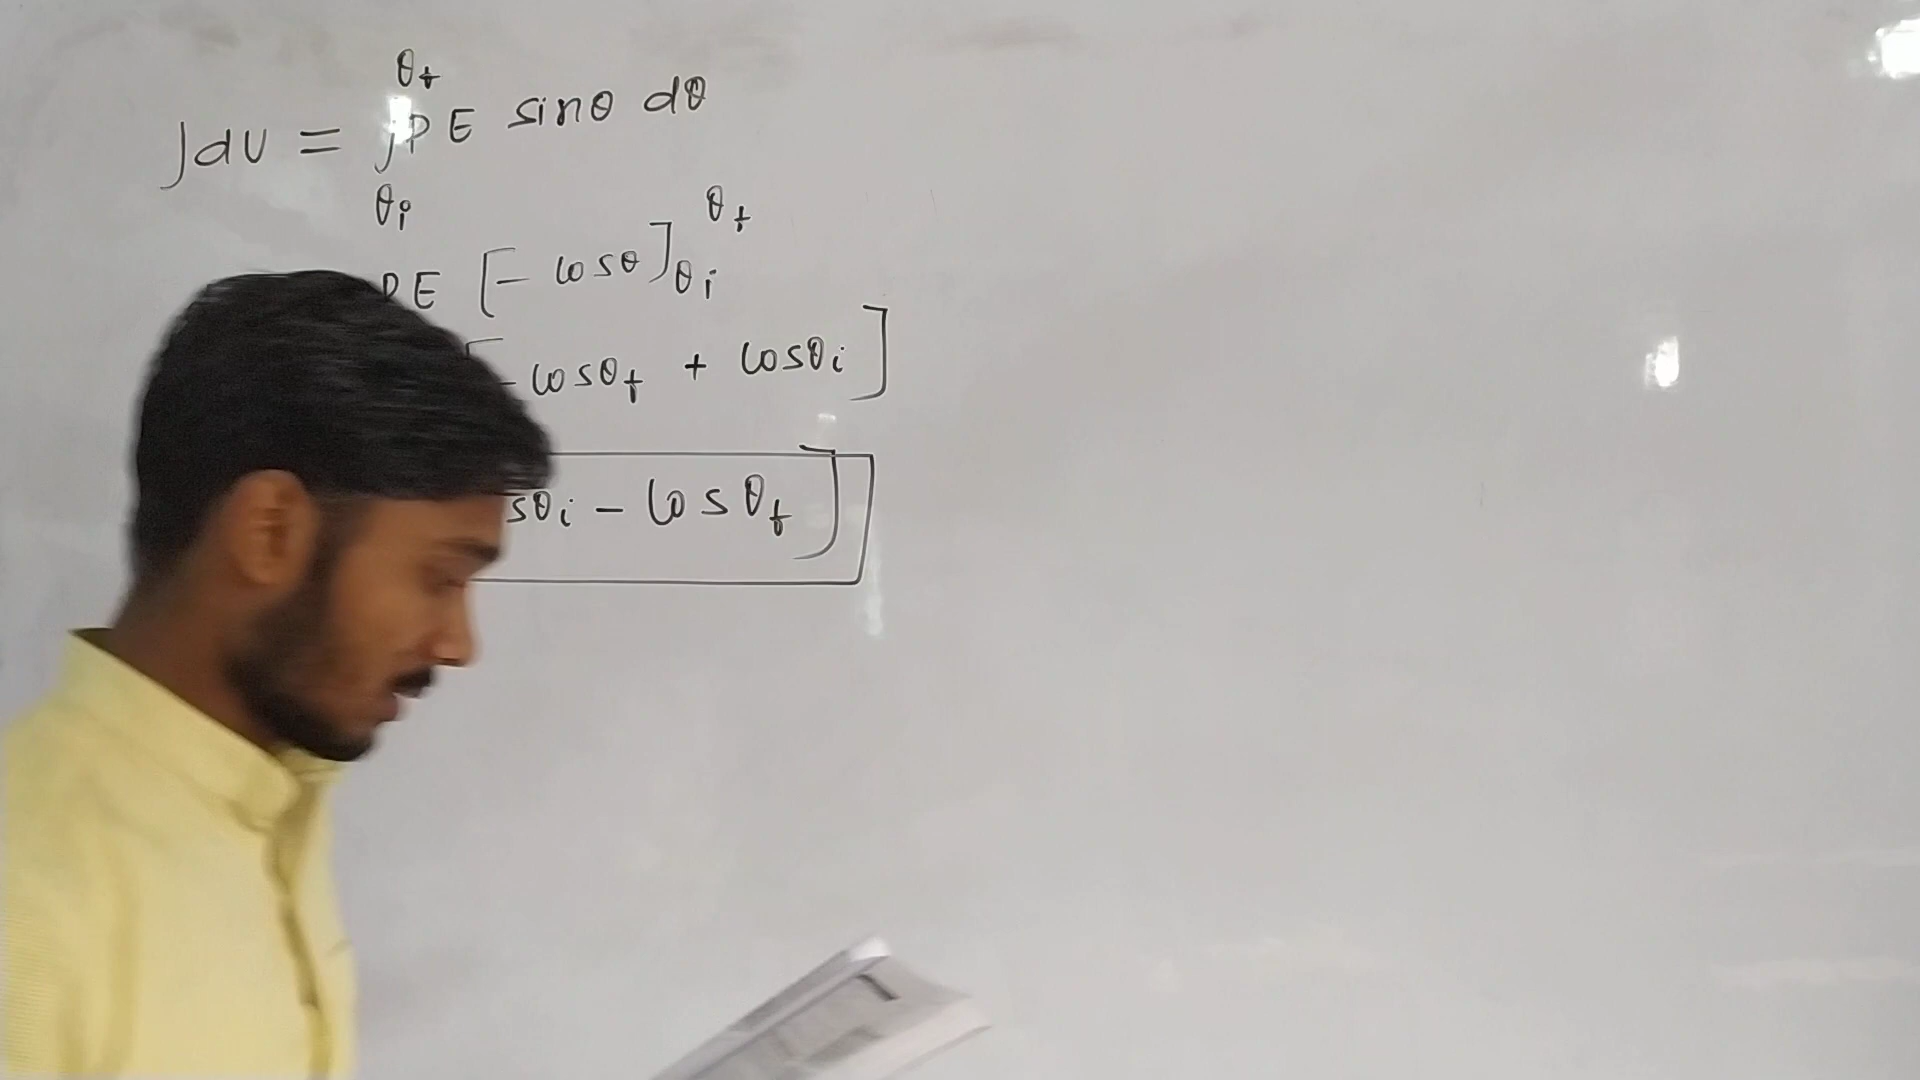 θf
∫dU = ∫PE sinθ dθ
θi
PE [- cosθ]θi θf
- cosθf + cosθi]
sθi - cosθf]